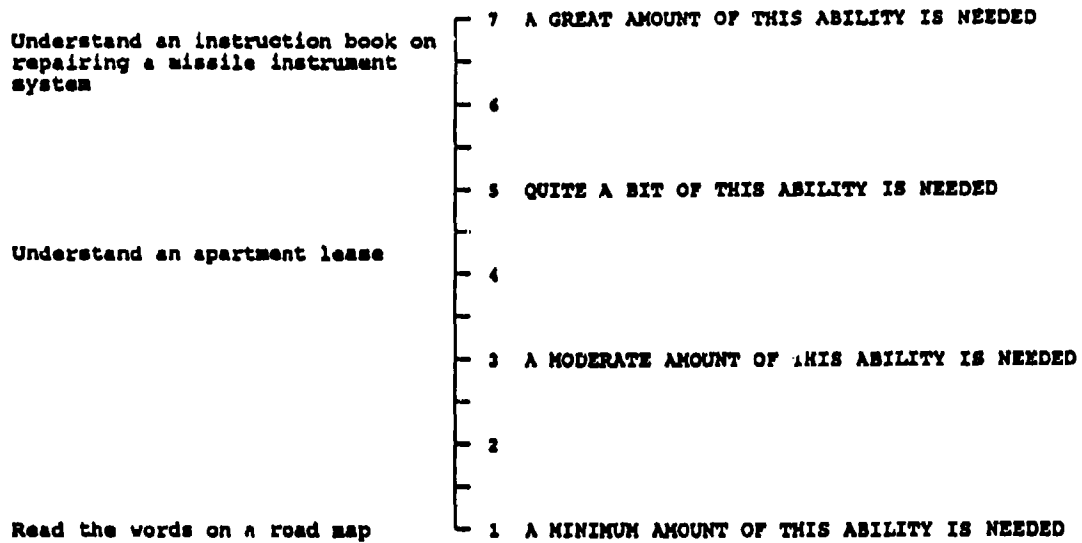 7 A GREAT AMOUNT OF THIS ABILITY IS NEEDED
Understand an instruction book on
repairing a missile instrument
system
6
5 QUITE A BIT OF THIS ABILITY IS NEEDED
Understand an apartment lease
4
3 A MODERATE AMOUNT OF THIS ABILITY IS NEEDED
2
Read the words on a road map 1 A MINIMUM AMOUNT OF THIS ABILITY IS NEEDED